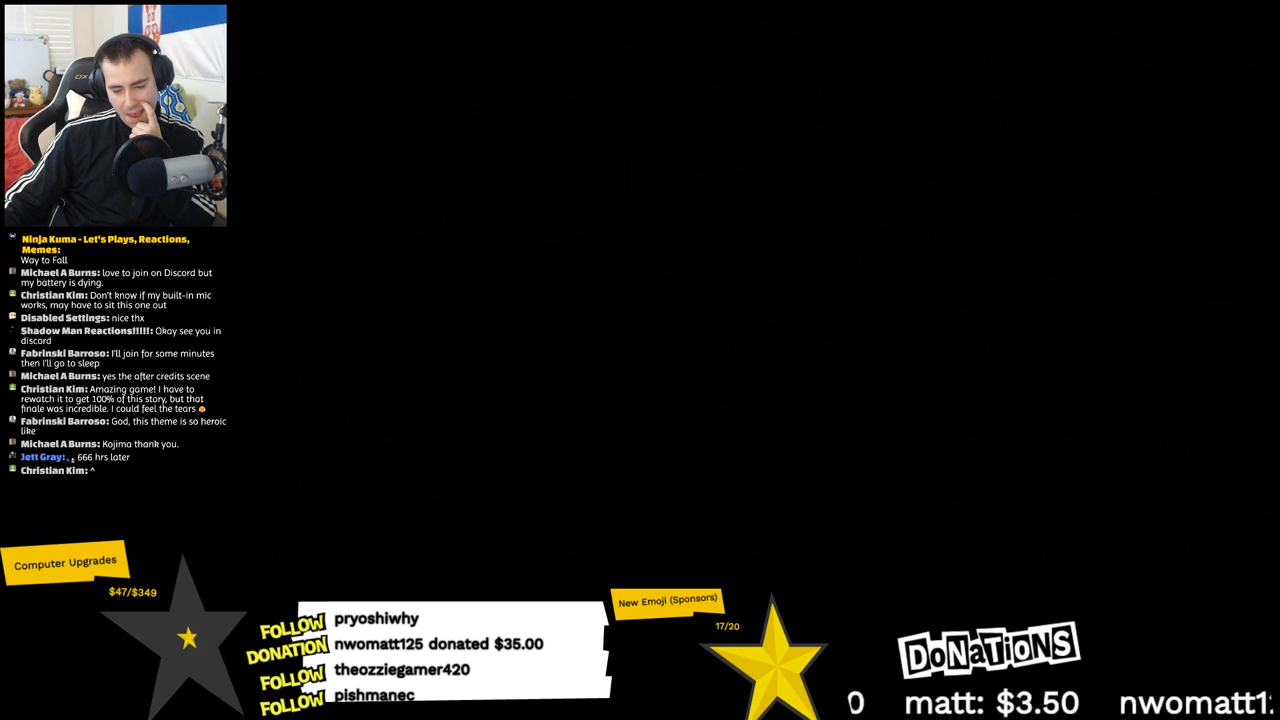 Ninja Kuma - Let's Plays, Reactions,
Memes:
Way to Fall
Michael A Burns: love to join on Discord but
my battery is dying.
Christian Kim: Don't know if my built-in mic
works, may have to sit this one out
Disabled Settings: nice thx
Shadow Man Reactions!!!!!: Okay see you in
discord
Fabrinski Barroso: I'll join for some minutes
then I'll go to sleep
Michael A Burns: yes the after credits scene
Christian Kim: Amazing game! I have to
rewatch it to get 100% of this story, but that
finale was incredible. I could feel the tears
Fabrinski Barroso: God, this theme is so heroic
like
Michael A Burns: Kojima thank you.
Jett Gray: 666 hrs later
Christian Kim: ^
Computer Upgrades
$47/$349
FOLLOW pryoshiwhy
DONATION nwomatt125 donated $35.00
FOLLOW theozziegamer420
FOLLOW pishmanec
New Emoji (Sponsors)
17/20
DoNaTiONS
0 matt: $3.50 nwomatt1